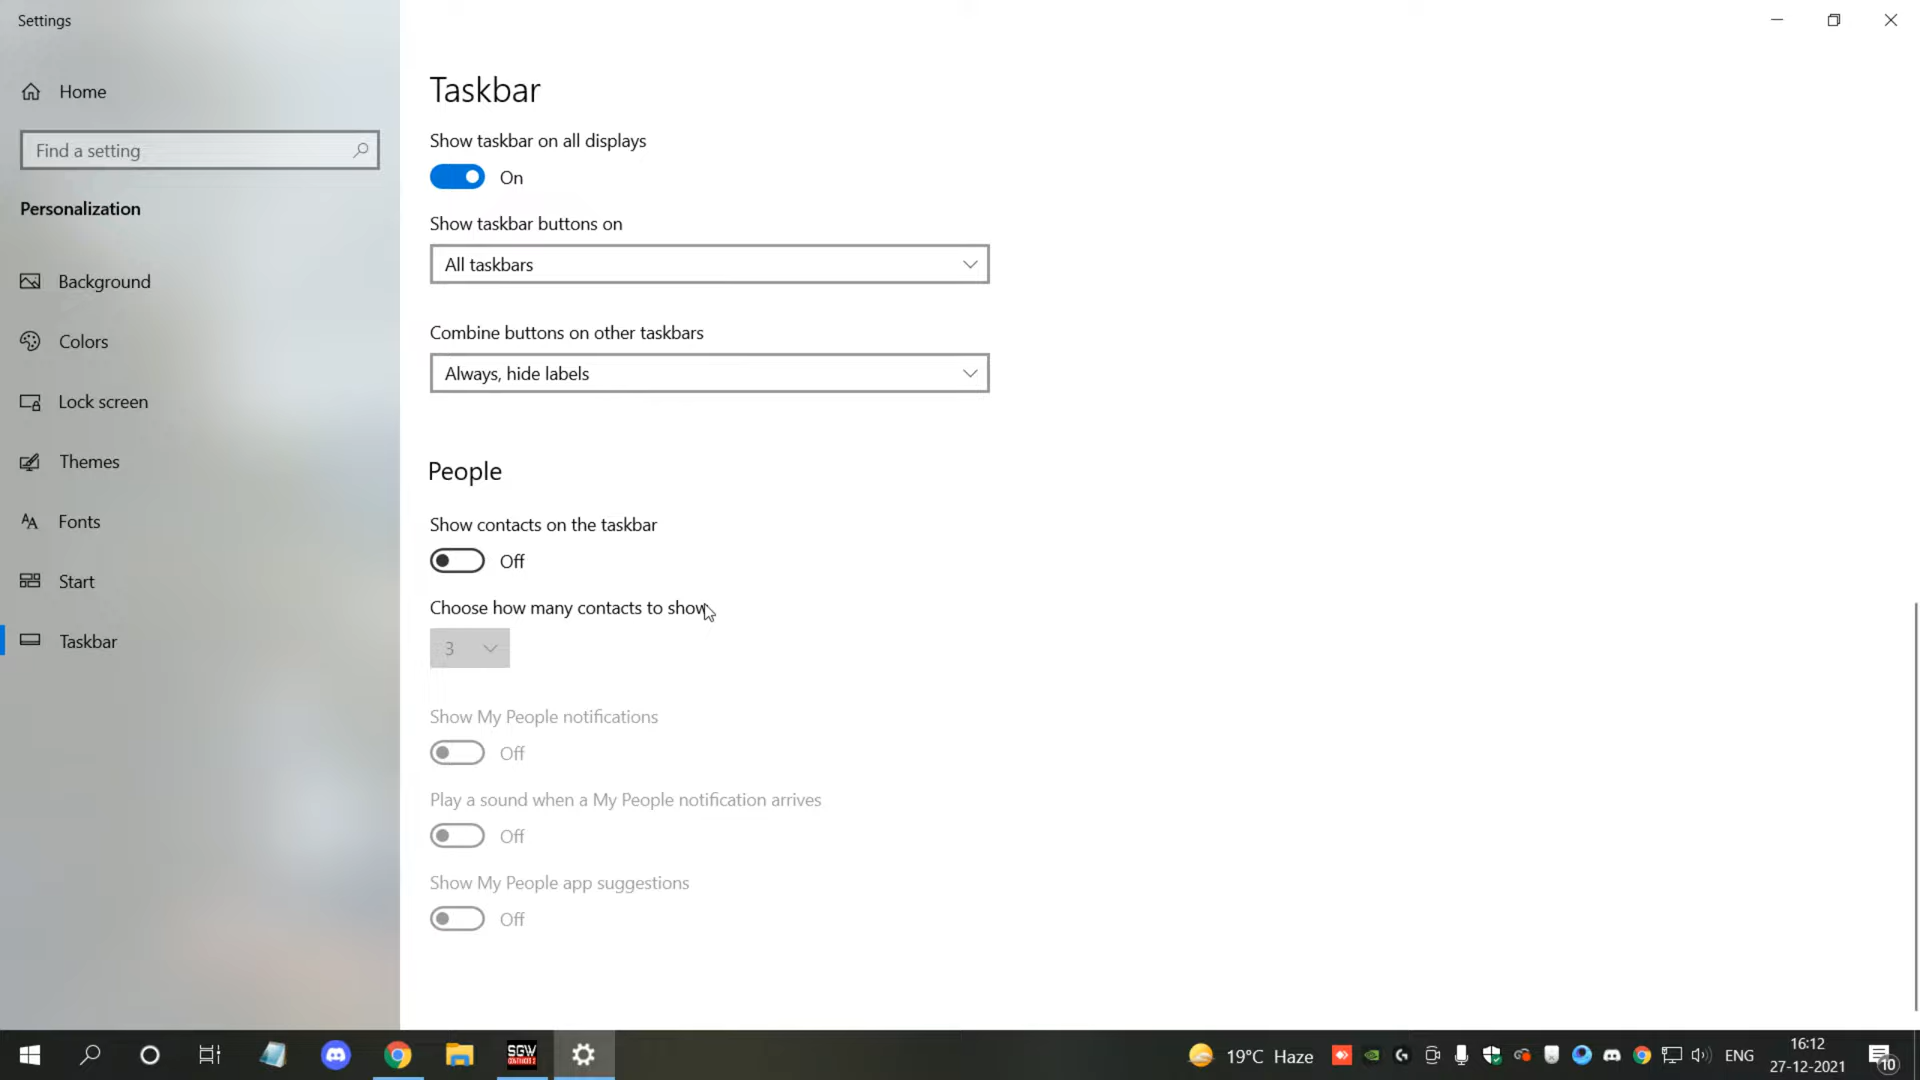 Settings
Home
Find a setting
Personalization
Background
Colors
Lock screen
Themes
Fonts
Start
Taskbar
Taskbar
Show taskbar on all displays
On
Show taskbar buttons on
All taskbars
Combine buttons on other taskbars
Always, hide labels
People
Show contacts on the taskbar
Off
Choose how many contacts to show
3
Show My People notifications
Off
Play a sound when a My People notification arrives
Off
Show My People app suggestions
Off
SGW
19°C Haze
ENG
16:12
27-12-2021
10